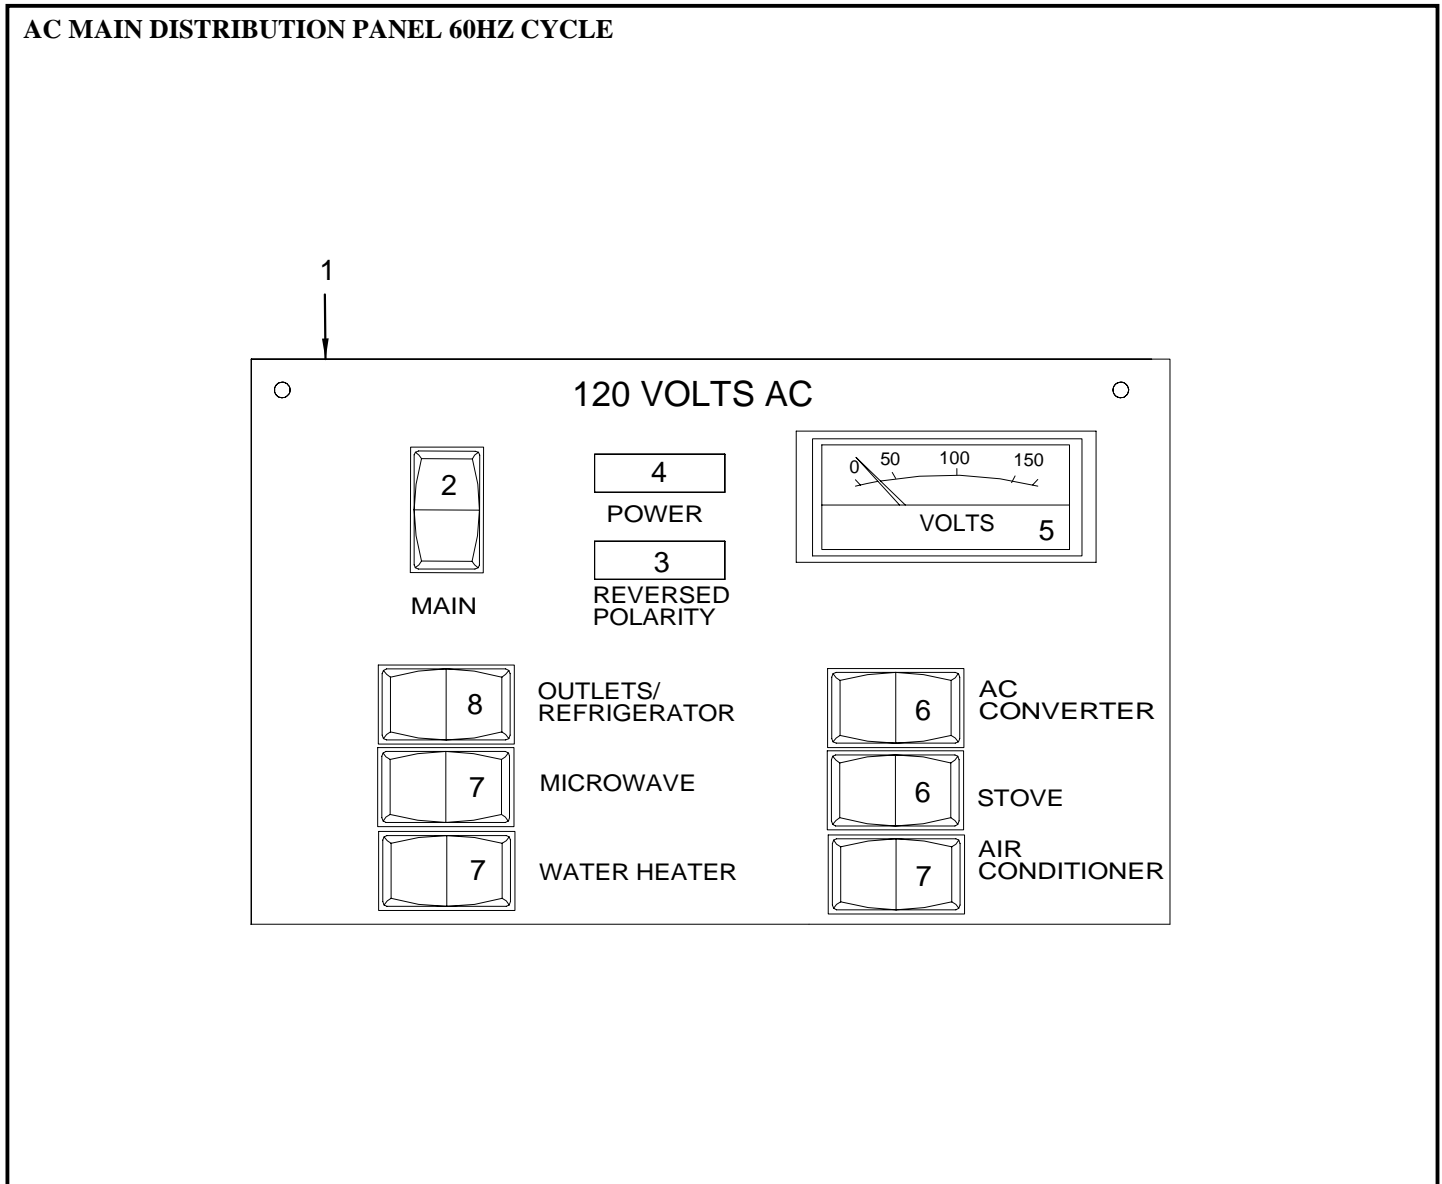 AC MAIN DISTRIBUTION PANEL 60HZ CYCLE
1
120 VOLTS AC
2
MAIN
4
POWER
3
REVERSED
POLARITY
0 50 100 150
VOLTS 5
8 OUTLETS/
REFRIGERATOR
7 MICROWAVE
7 WATER HEATER
6 AC
CONVERTER
6 STOVE
7 AIR
CONDITIONER